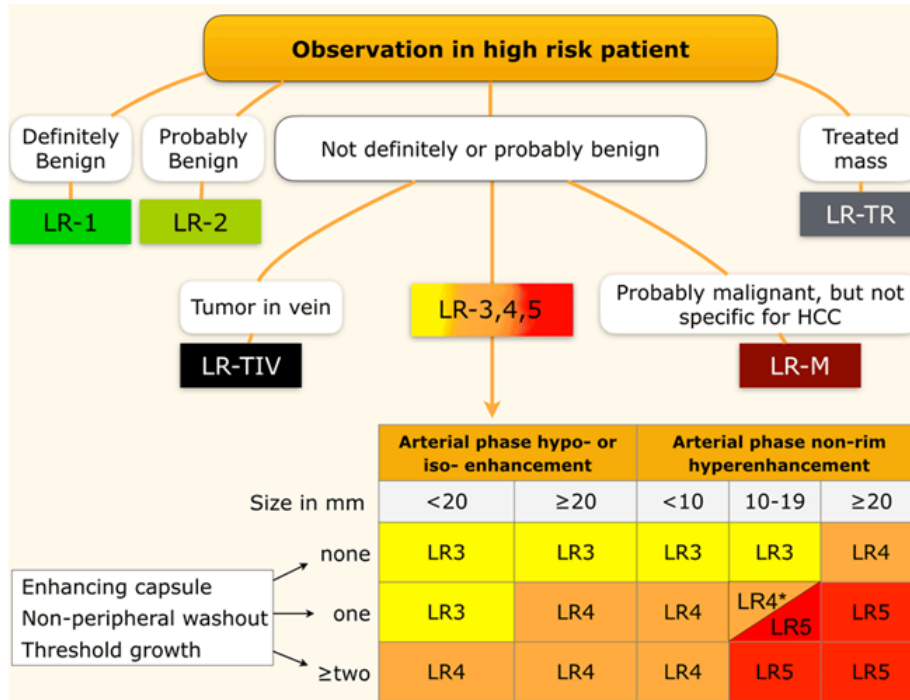 Observation in high risk patient
Definitely
Benign
Probably
Benign
Not definitely or probably benign
Treated
mass
LR-1
LR-2
LR-TR
Tumor in vein
LR-3,4,5
Probably malignant, but not
specific for HCC
LR-TIV
LR-M
Arterial phase hypo- or
iso- enhancement
Arterial phase non-rim
hyperenhancement
Size in mm
<20
≥20
<10
10-19
≥20
none
LR3
LR3
LR3
LR3
LR4
Enhancing capsule
Non-peripheral washout
Threshold growth
one
LR3
LR4
LR4
LR4*
LR5
LR5
≥two
LR4
LR4
LR4
LR5
LR5